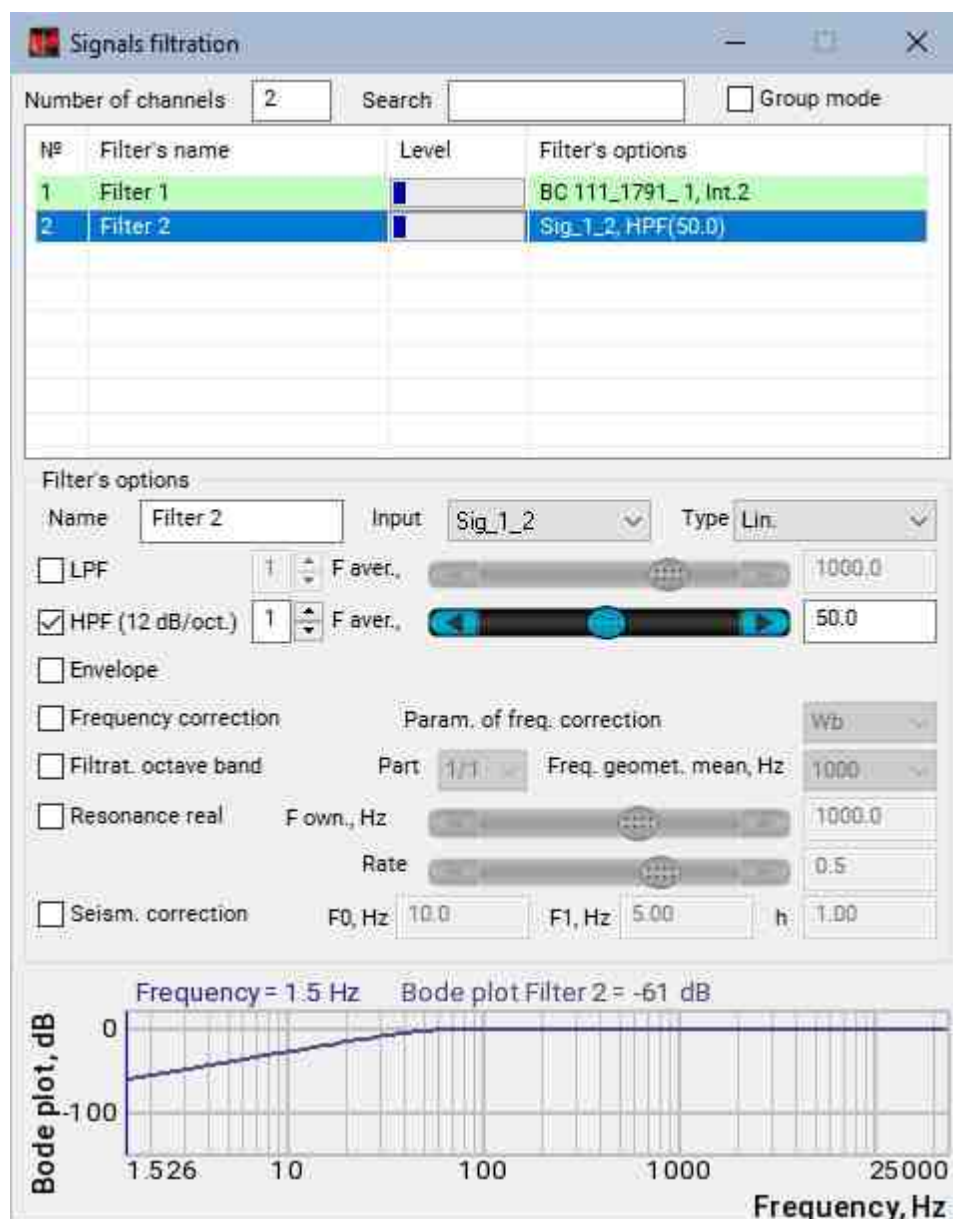 Signals filtration
Number of channels 2 Search Group mode
Nº Filter's name Level Filter's options
1 Filter 1 BC 111_1791_ 1, Int.2
2 Filter 2 Sig_1_2, HPF(50.0)
Filter's options
Name Filter 2 Input Sig_1_2 Type Lin.
LPF 1 F aver., 1000.0
HPF (12 dB/oct.) 1 F aver., 50.0
Envelope
Frequency correction Param. of freq. correction Wb
Filtrat. octave band Part 1/1 Freq. geomet. mean, Hz 1000
Resonance real F own., Hz 1000.0
Rate 0.5
Seism. correction F0, Hz 10.0 F1, Hz 5.00 h 1.00
Frequency = 1.5 Hz Bode plot Filter 2 = -61 dB
Bode plot, dB
0
-100
1.526 10 100 1000 25000
Frequency, Hz